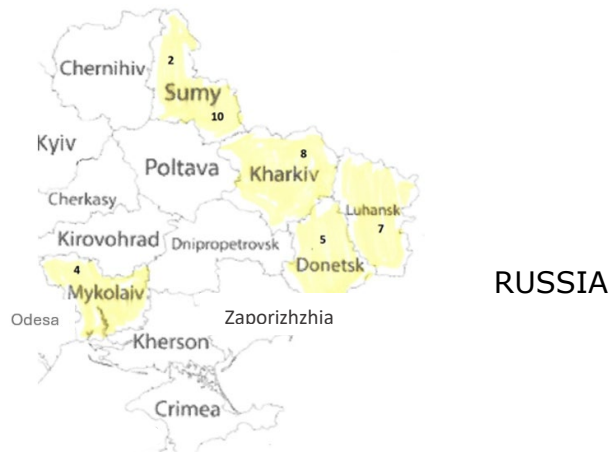 Chernihiv
2
Sumy
10
Kyiv
Poltava
8
Kharkiv
Cherkasy
Luhansk
7
Kirovohrad
Dnipropetrovsk
5
Donetsk
4
Mykolaiv
RUSSIA
Odesa
Zaporizhzhia
Kherson
Crimea